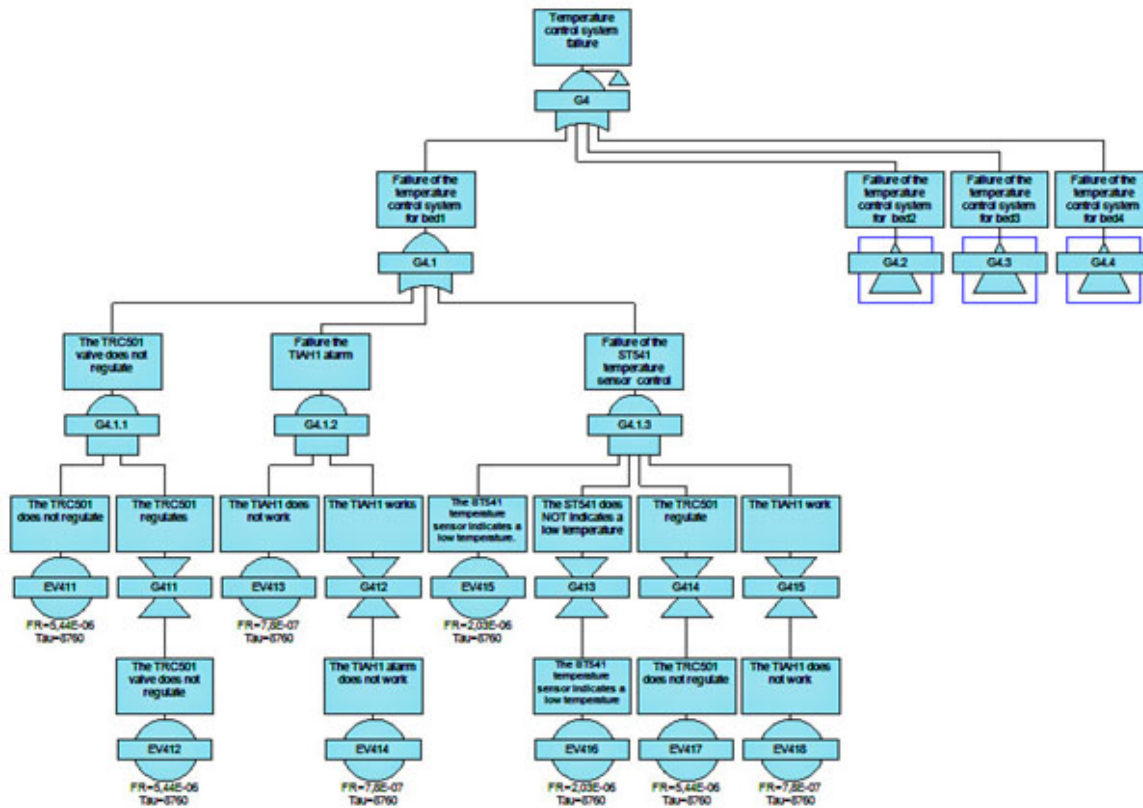 Temperature
control system
failure
G4
Failure of the
temperature
control system
for bed1
Failure of the
temperature
control system
for bed2
Failure of the
temperature
control system
for bed3
Failure of the
temperature
control system
for bed4
G4.1
G4.2
G4.3
G4.4
The TRC501
valve does not
regulate
Failure the
TIAH1 alarm
Failure of the
ST541
temperature
sensor control
G4.1.1
G4.1.2
G4.1.3
The TRC501
does not regulate
The TRC501
regulates
The TIAH1 does
not work
The TIAH1 works
The ST541
temperature
sensor indicates a
low temperature.
The ST541 does
NOT indicates a
low temperature
The TRC501
regulate
The TIAH1 work
EV411
G411
EV413
G412
EV415
G413
G414
G415
FR=5,44E-06
Tau=8760
FR=7,8E-07
Tau=8760
FR=2,03E-06
Tau=8760
The TRC501
valve does not
regulate
The TIAH1 alarm
does not work
The ST541
temperature
sensor indicates a
low temperature
The TRC501
does not regulate
The TIAH1 does
not work
EV412
EV414
EV416
EV417
EV418
FR=5,44E-06
Tau=8760
FR=7,8E-07
Tau=8760
FR=2,03E-06
Tau=8760
FR=5,44E-06
Tau=8760
FR=7,8E-07
Tau=8760